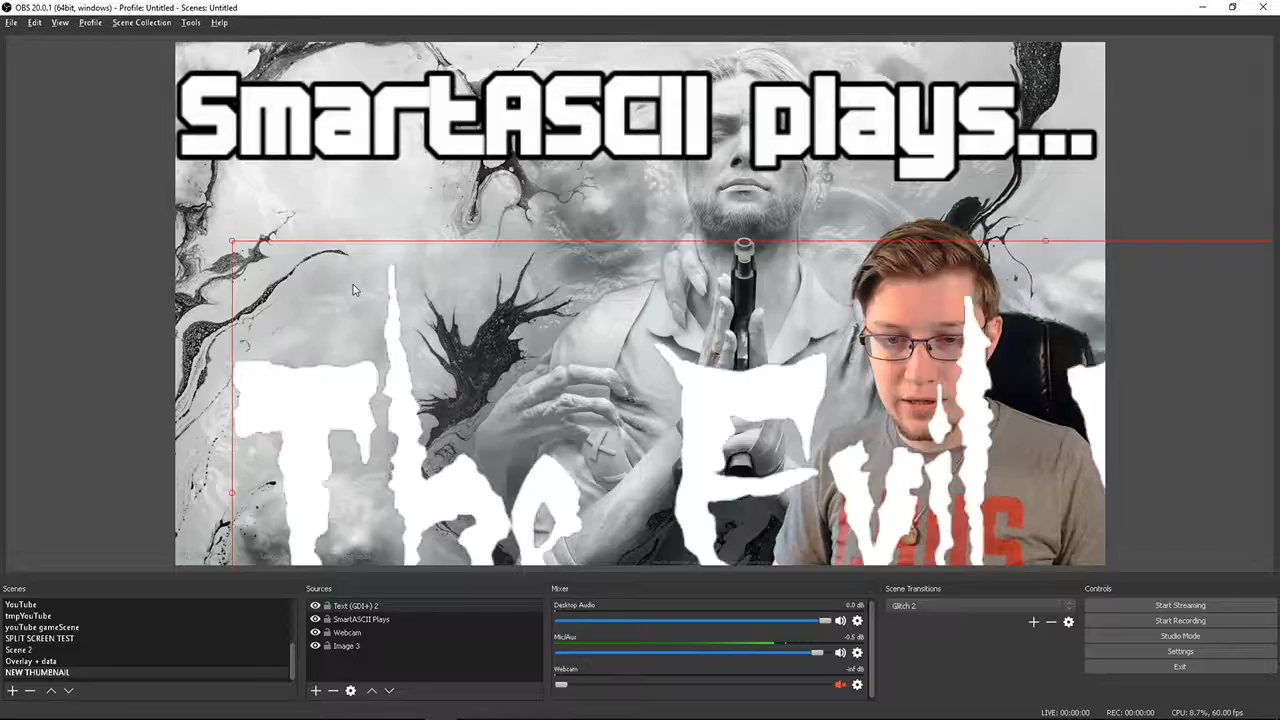 OBS 20.0.1 (64bit, windows) - Profile: Untitled - Scenes: Untitled
File Edit View Profile Scene Collection Tools Help
SmartASCII plays...
The Evil
Scenes
YouTube
tmpYouTube
youTube gameScene
SPLIT SCREEN TEST
Scene 2
Overlay + data
NEW THUMBNAIL
Sources
Text (GDI+) 2
SmartASCII Plays
Webcam
Image 3
Mixer
Desktop Audio 0.0 dB
Mic/Aux -0.5 dB
Webcam -inf dB
Scene Transitions
Glitch 2
Controls
Start Streaming
Start Recording
Studio Mode
Settings
Exit
LIVE: 00:00:00 REC: 00:00:00 CPU: 8.7%, 60.00 fps